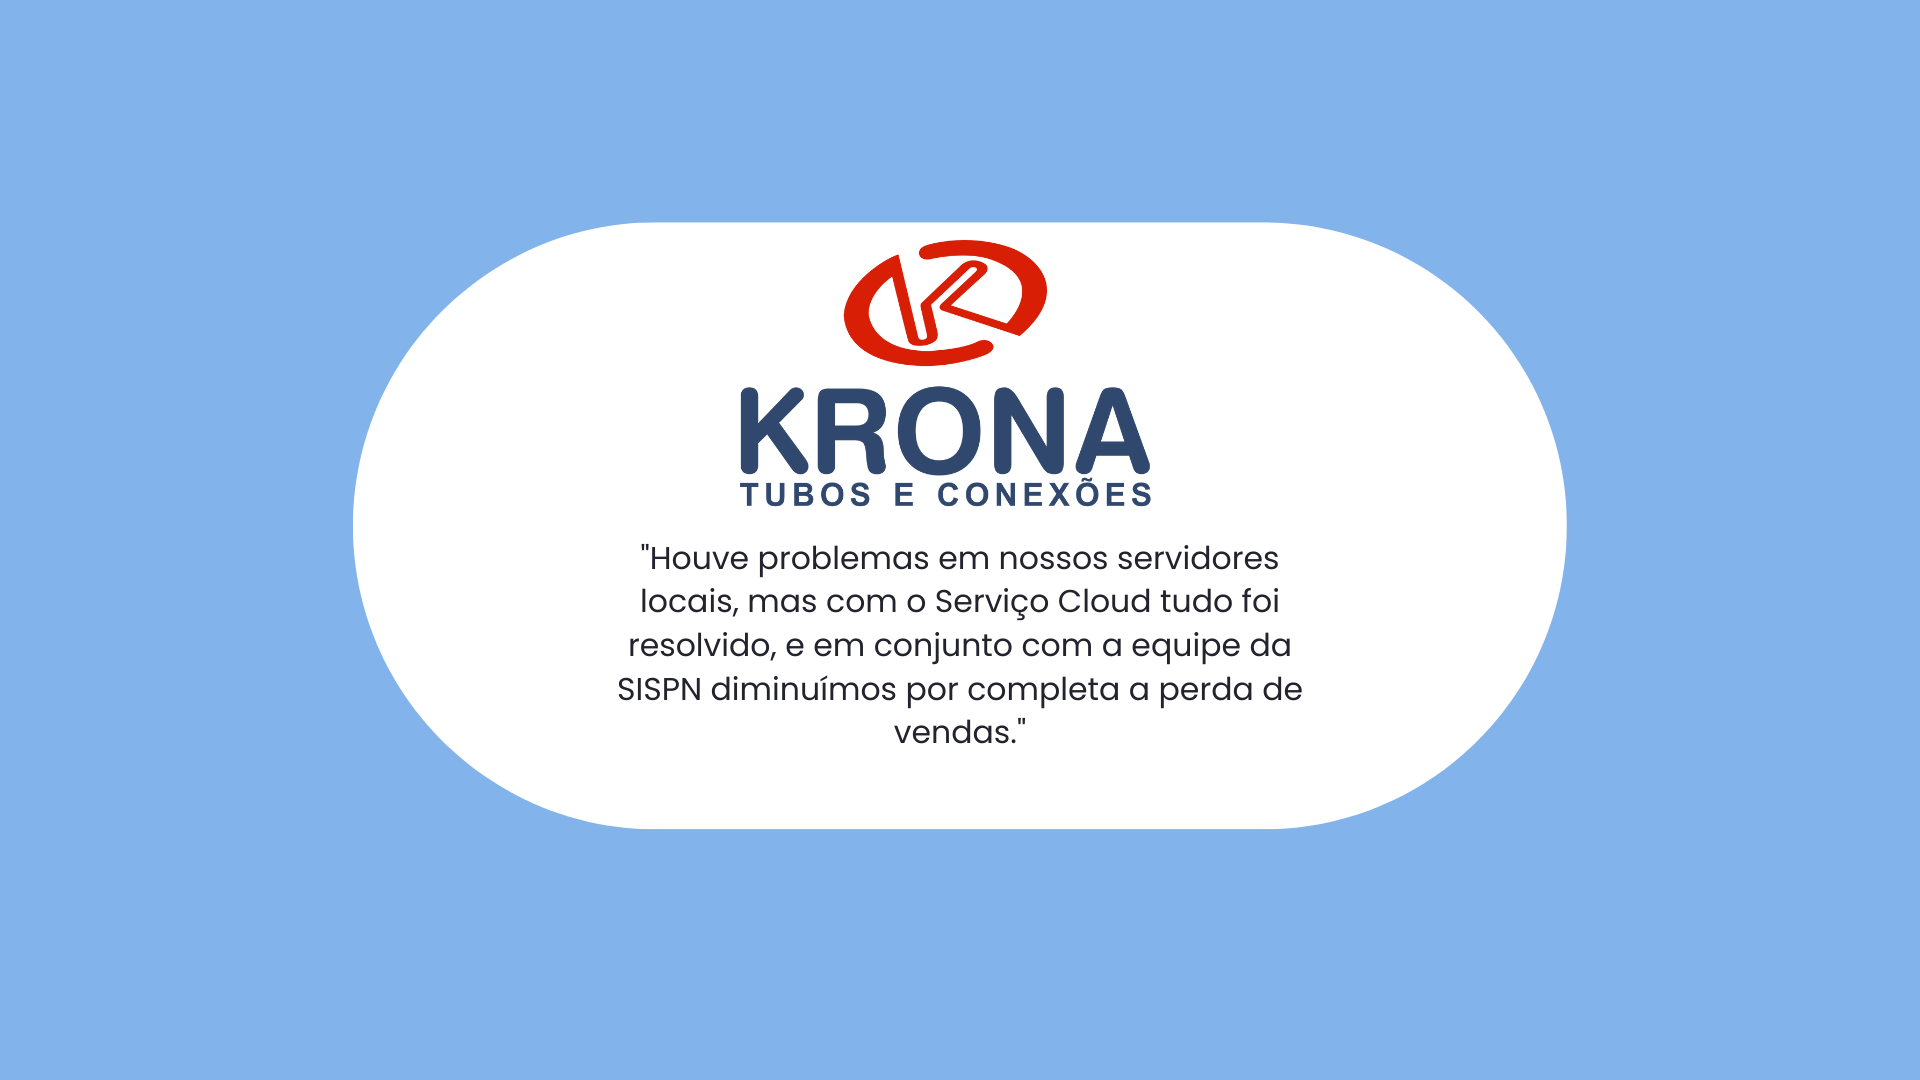 KRONA
TUBOS E CONEXÕES
"Houve problemas em nossos servidores
locais, mas com o Serviço Cloud tudo foi
resolvido, e em conjunto com a equipe da
SISPN diminuímos por completa a perda de
vendas."